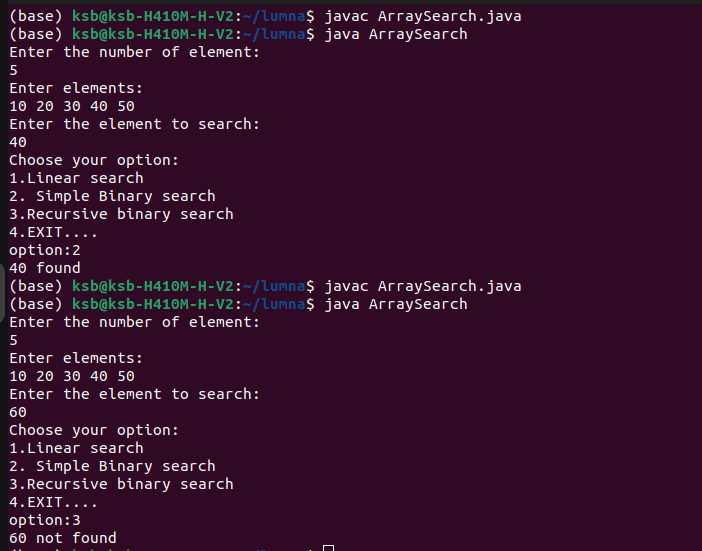 (base) ksb@ksb-H410M-H-V2:~/lumna$ javac ArraySearch.java
(base) ksb@ksb-H410M-H-V2:~/lumna$ java ArraySearch
Enter the number of element:
5
Enter elements:
10 20 30 40 50
Enter the element to search:
40
Choose your option:
1.Linear search
2. Simple Binary search
3.Recursive binary search
4.EXIT....
option:2
40 found
(base) ksb@ksb-H410M-H-V2:~/lumna$ javac ArraySearch.java
(base) ksb@ksb-H410M-H-V2:~/lumna$ java ArraySearch
Enter the number of element:
5
Enter elements:
10 20 30 40 50
Enter the element to search:
60
Choose your option:
1.Linear search
2. Simple Binary search
3.Recursive binary search
4.EXIT....
option:3
60 not found